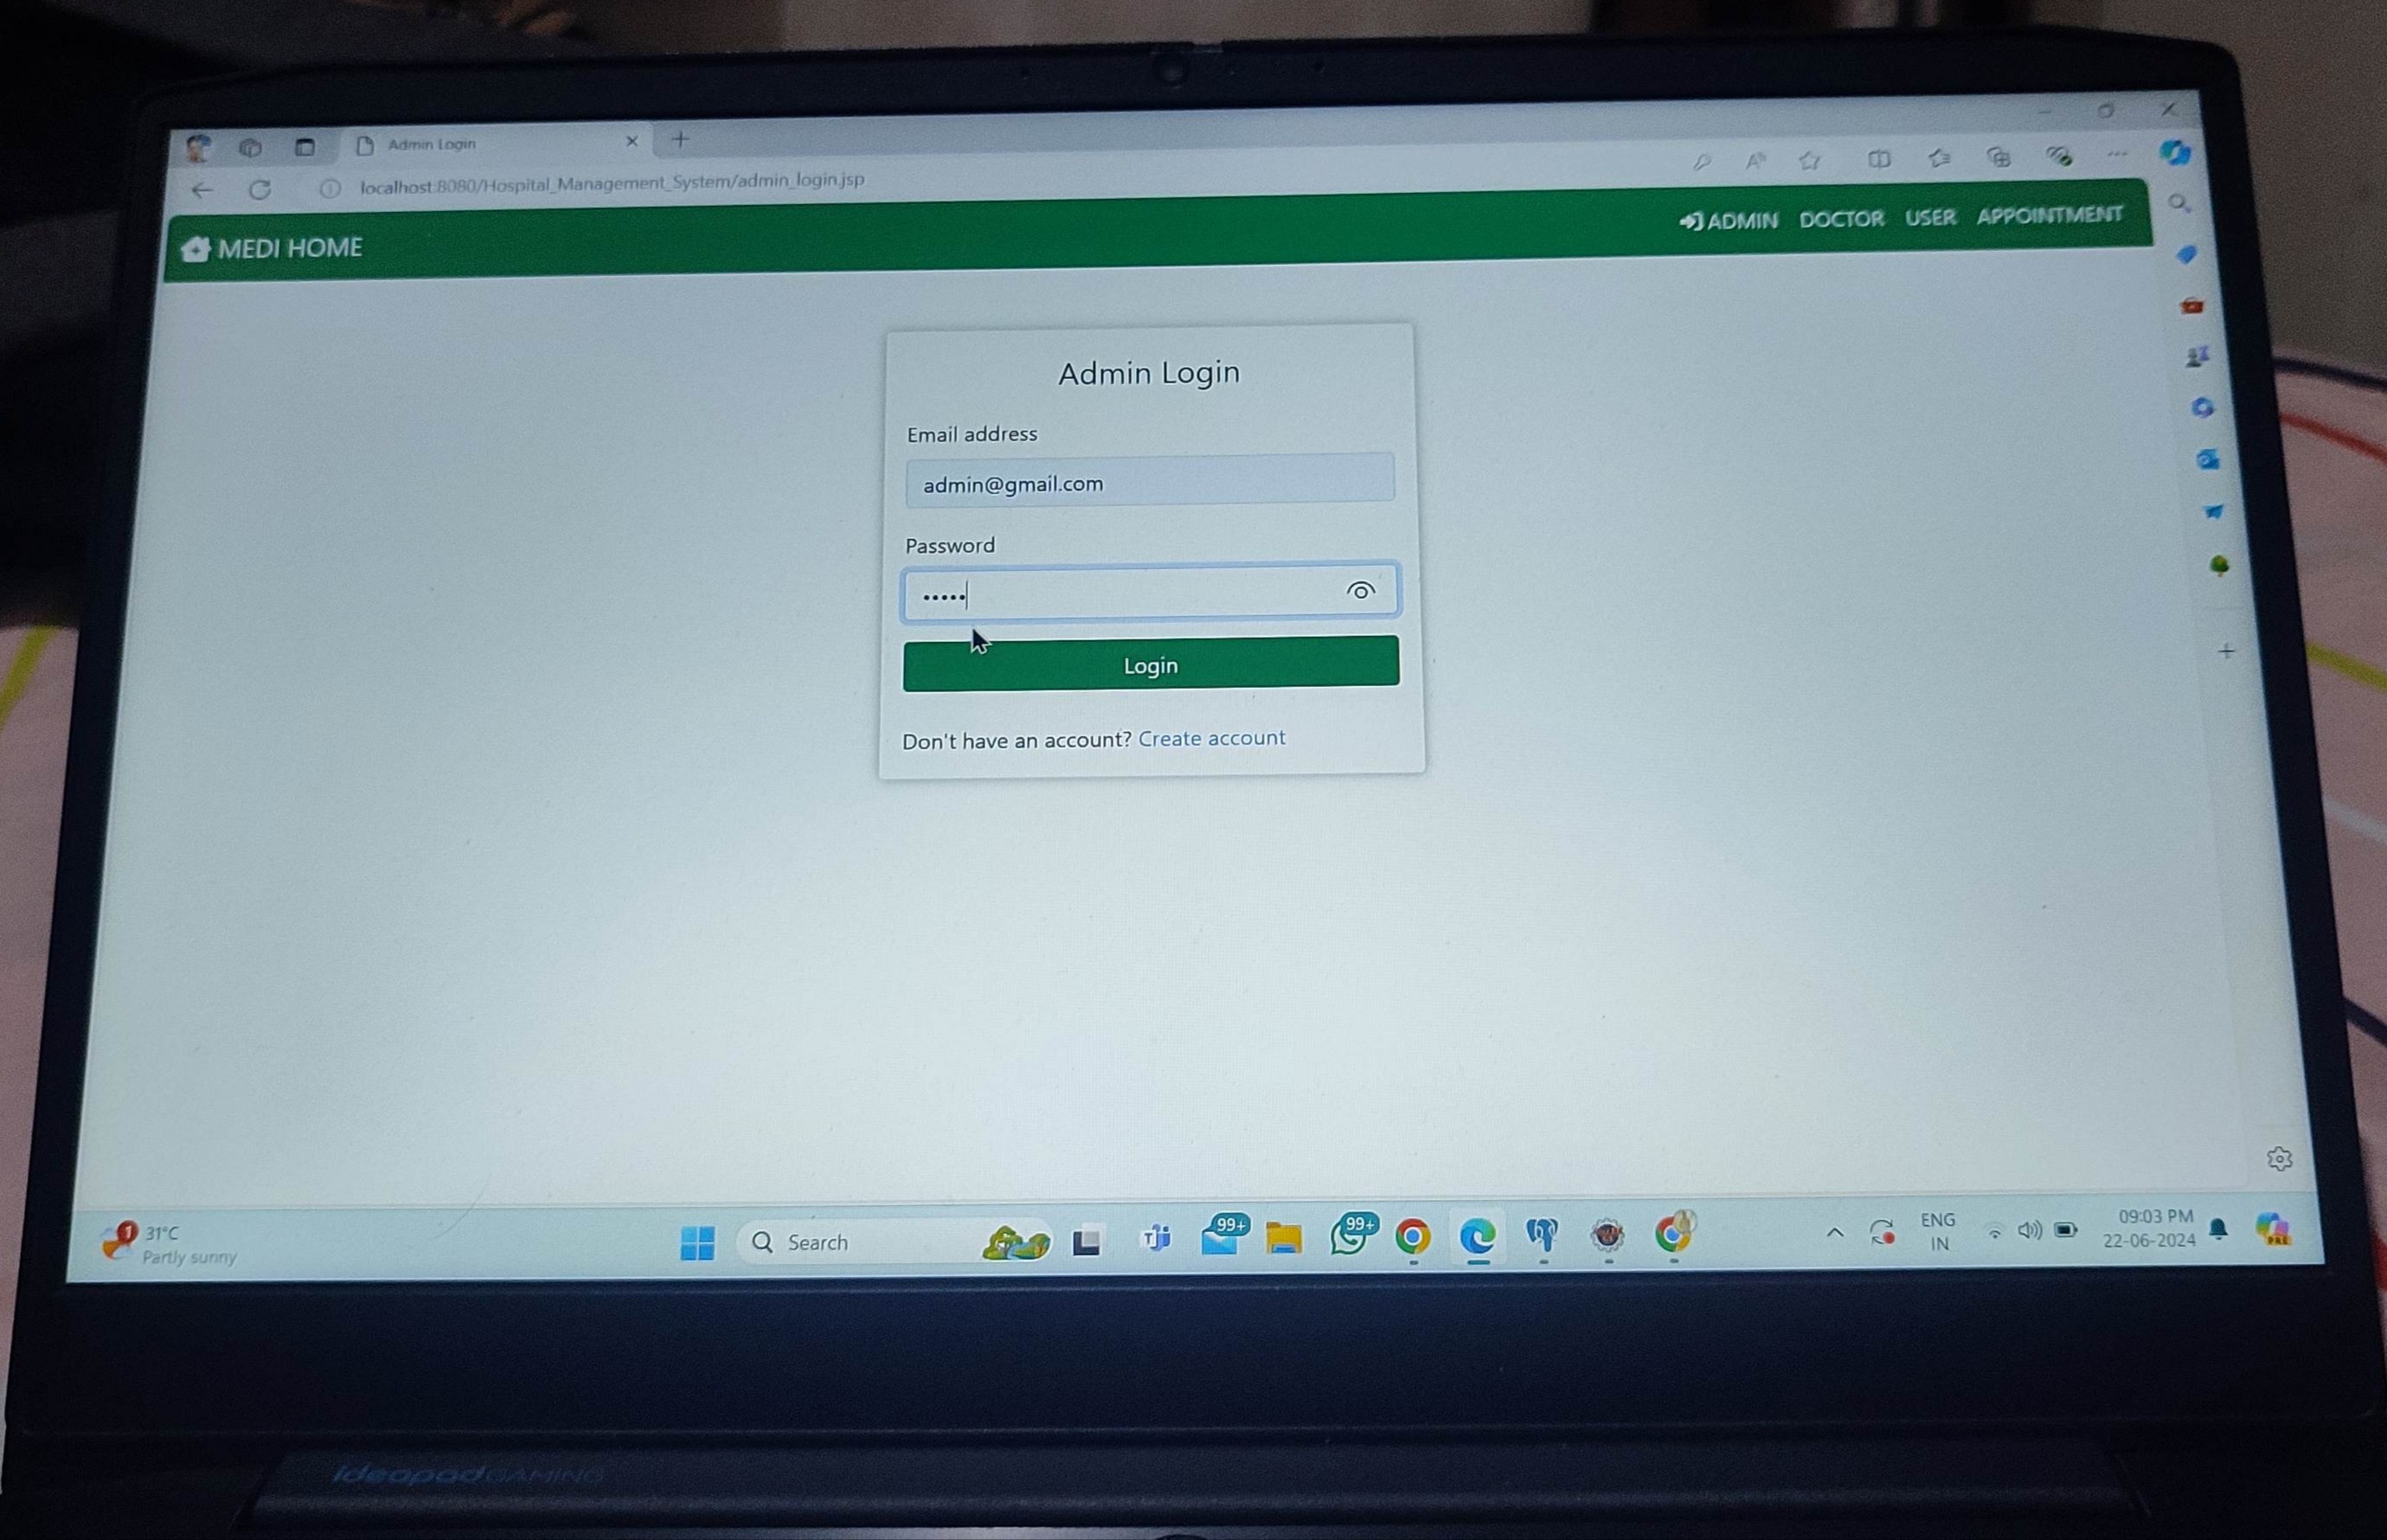 Admin Login
localhost:8080/Hospital_Management_System/admin_login.jsp
MEDI HOME
ADMIN DOCTOR USER APPOINTMENT
Admin Login
Email address
admin@gmail.com
Password
•••••
Login
Don't have an account? Create account
1
31°C
Partly sunny
Search
99+
99+
ENG
IN
09:03 PM
22-06-2024
PRE
ideapad GAMING